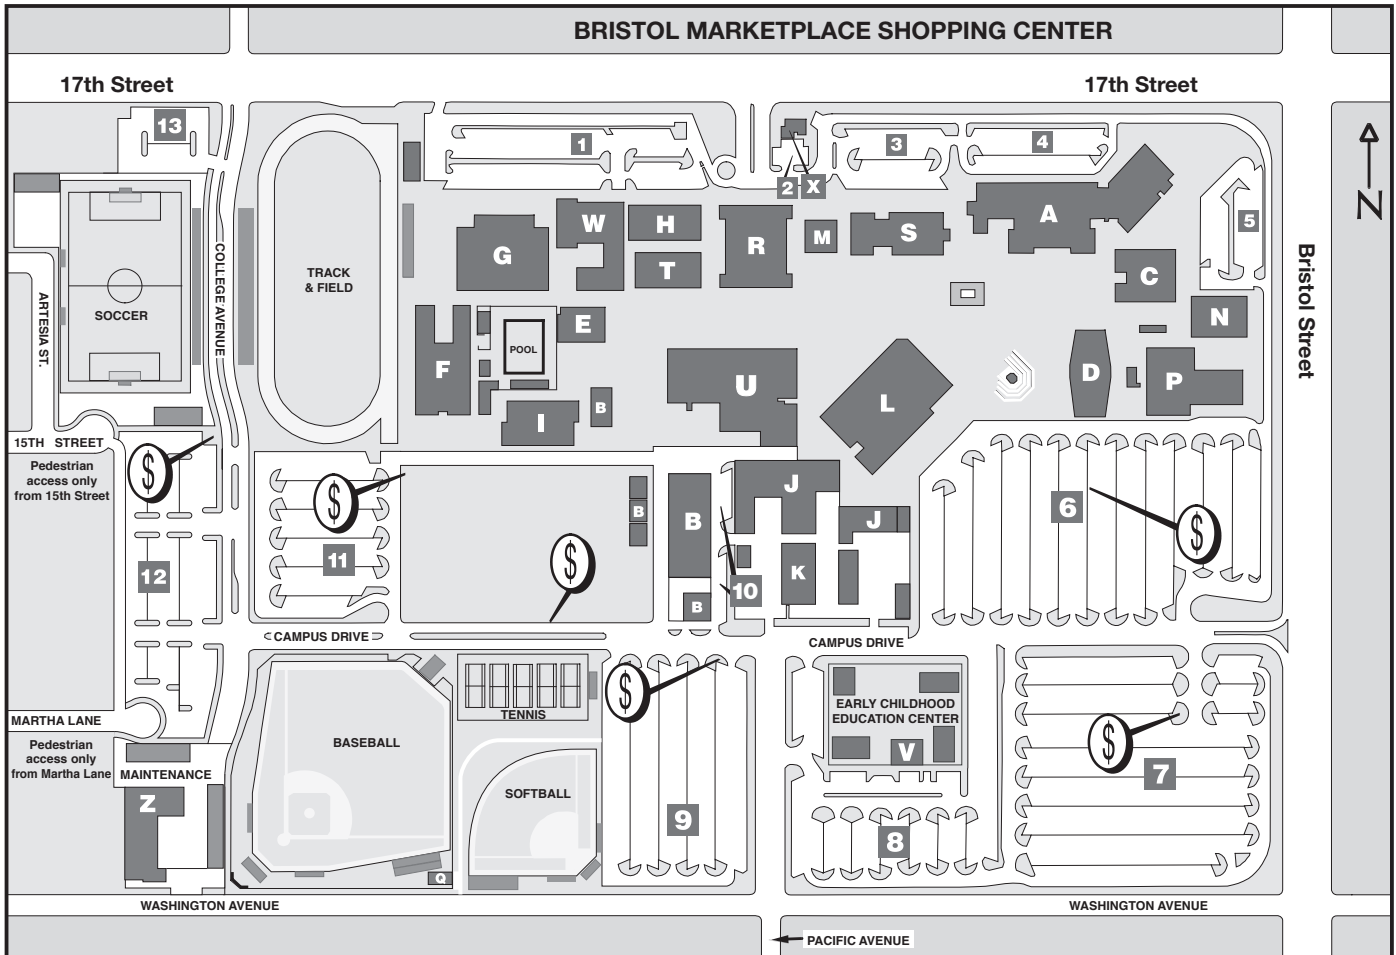 BRISTOL MARKETPLACE SHOPPING CENTER
17th Street
17th Street
13
1
3
4
2
X
5
N
W
H
G
T
R
M
S
A
C
N
TRACK
& FIELD
COLLEGE AVENUE
ARTESIA ST.
SOCCER
Bristol Street
E
POOL
F
U
D
P
L
B
I
15TH STREET
Pedestrian
access only
from 15th Street
$
$
$
$
11
12
B
B
B
10
J
J
K
6
CAMPUS DRIVE
CAMPUS DRIVE
$
TENNIS
EARLY CHILDHOOD
EDUCATION CENTER
V
MARTHA LANE
Pedestrian
access only
from Martha Lane
BASEBALL
$
7
MAINTENANCE
Z
SOFTBALL
9
8
Q
WASHINGTON AVENUE
WASHINGTON AVENUE
PACIFIC AVENUE